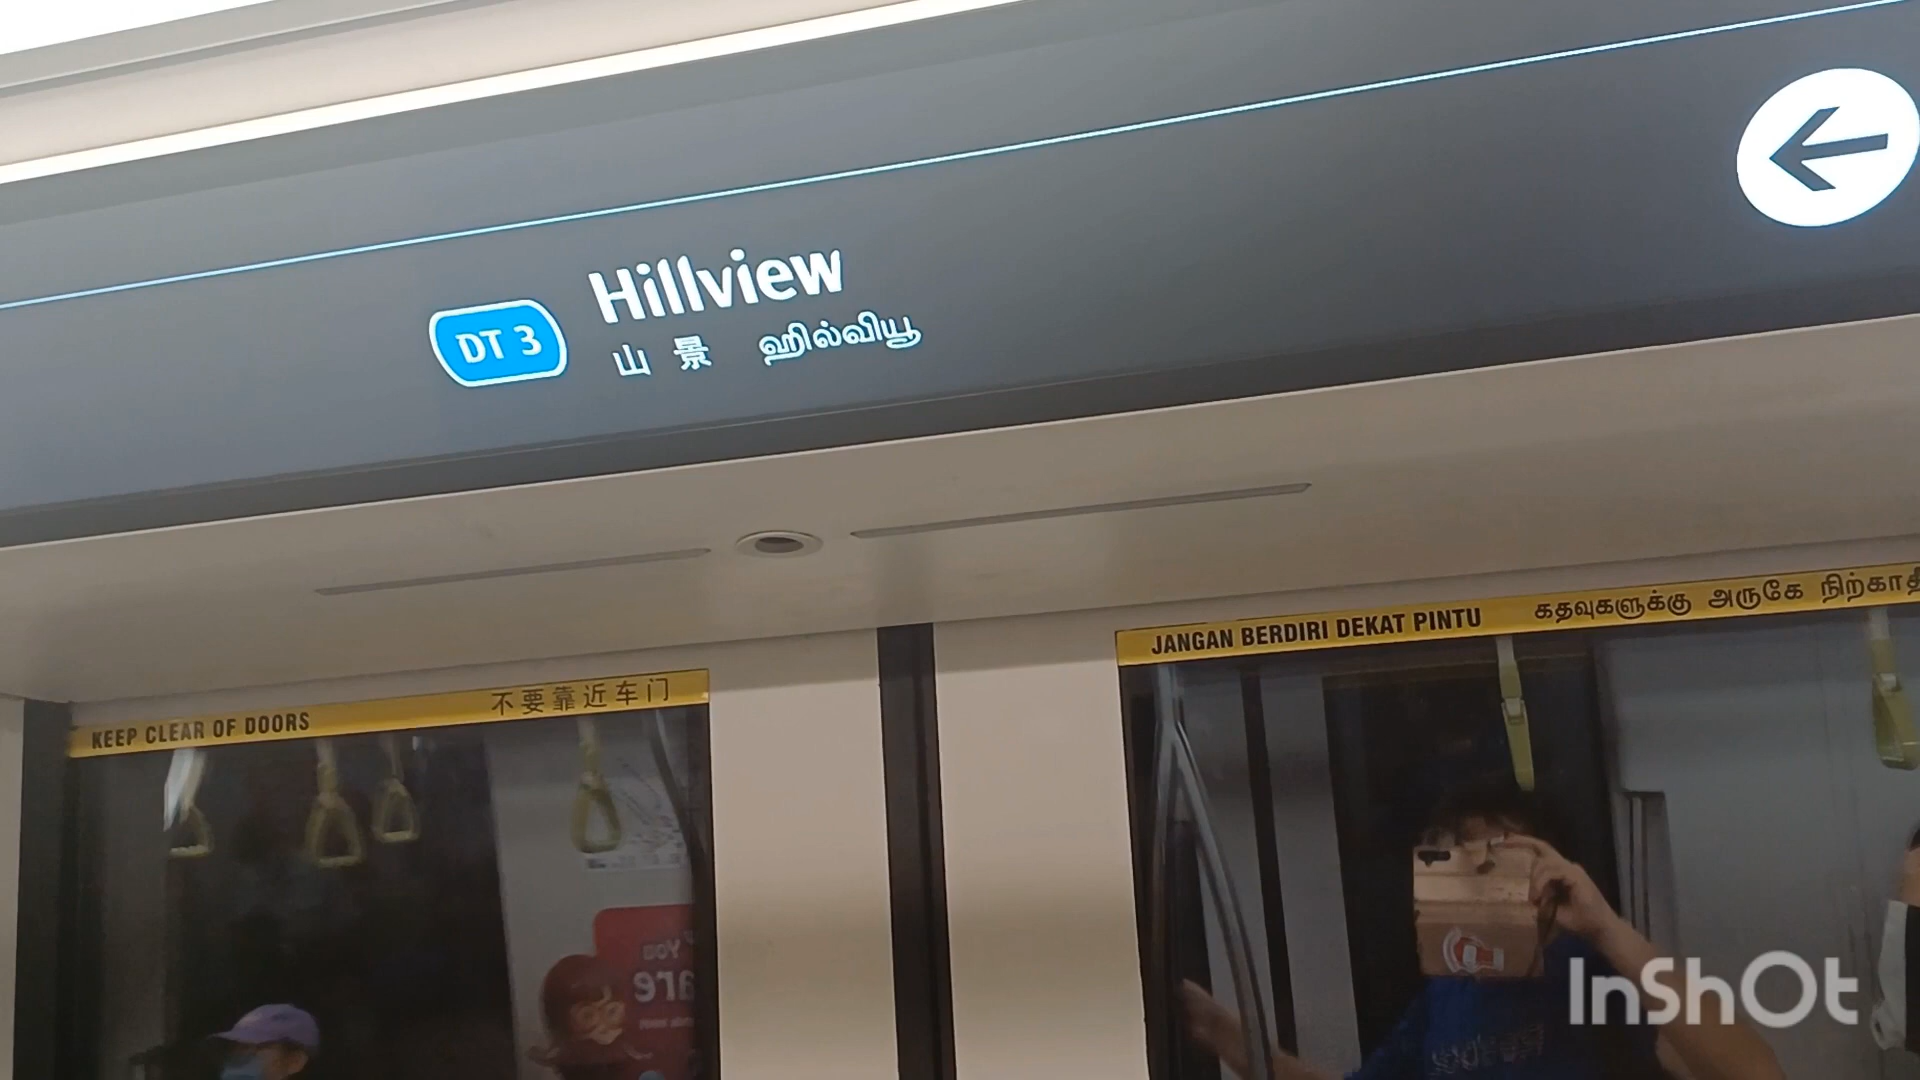 DT 3
Hillview
山景 ஹில்வியூ
KEEP CLEAR OF DOORS 不要靠近车门
JANGAN BERDIRI DEKAT PINTU கதவுகளுக்கு அருகே
You
InShOt